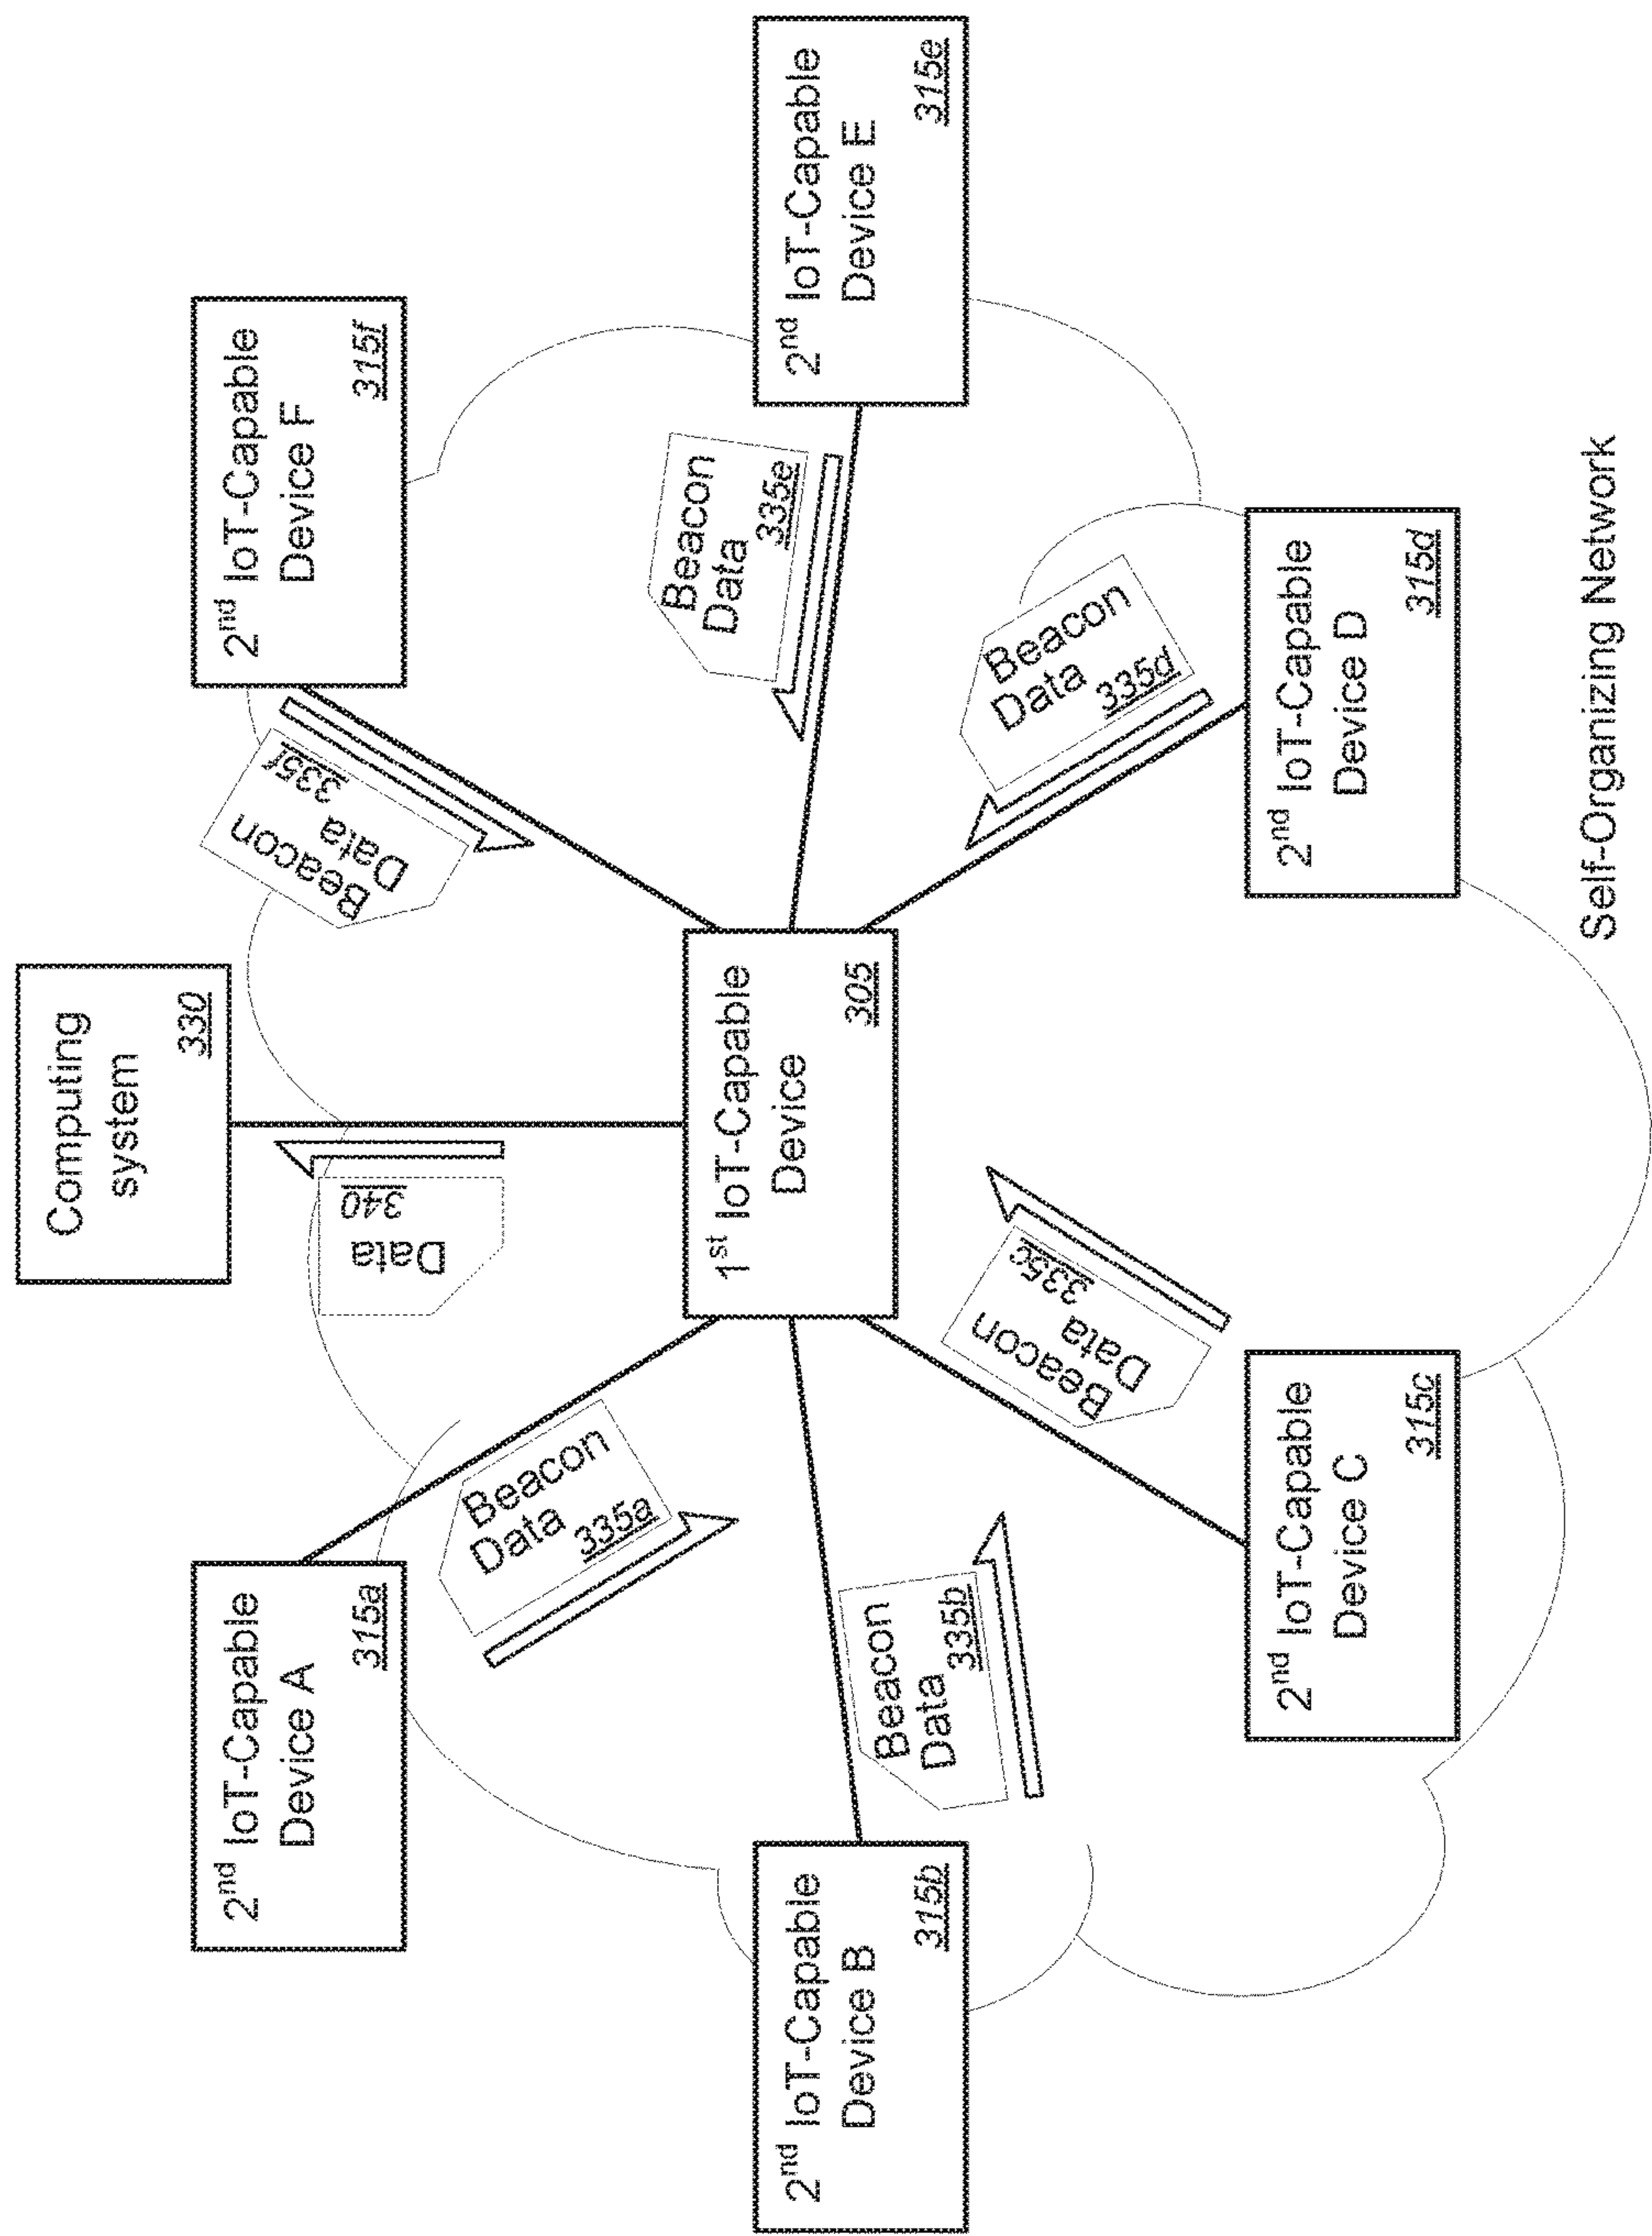 Computing
system
330
2nd IoT-Capable
Device A
315a
2nd IoT-Capable
Device F
315f
Data
340
Beacon
Data
335f
Beacon
Data
335a
1st IoT-Capable
Device
305
Beacon
Data
335e
2nd IoT-Capable
Device B
315b
2nd IoT-Capable
Device E
315e
Beacon
Data
335b
Beacon
Data
335c
Beacon
Data
335d
2nd IoT-Capable
Device C
315c
2nd IoT-Capable
Device D
315d
Self-Organizing Network